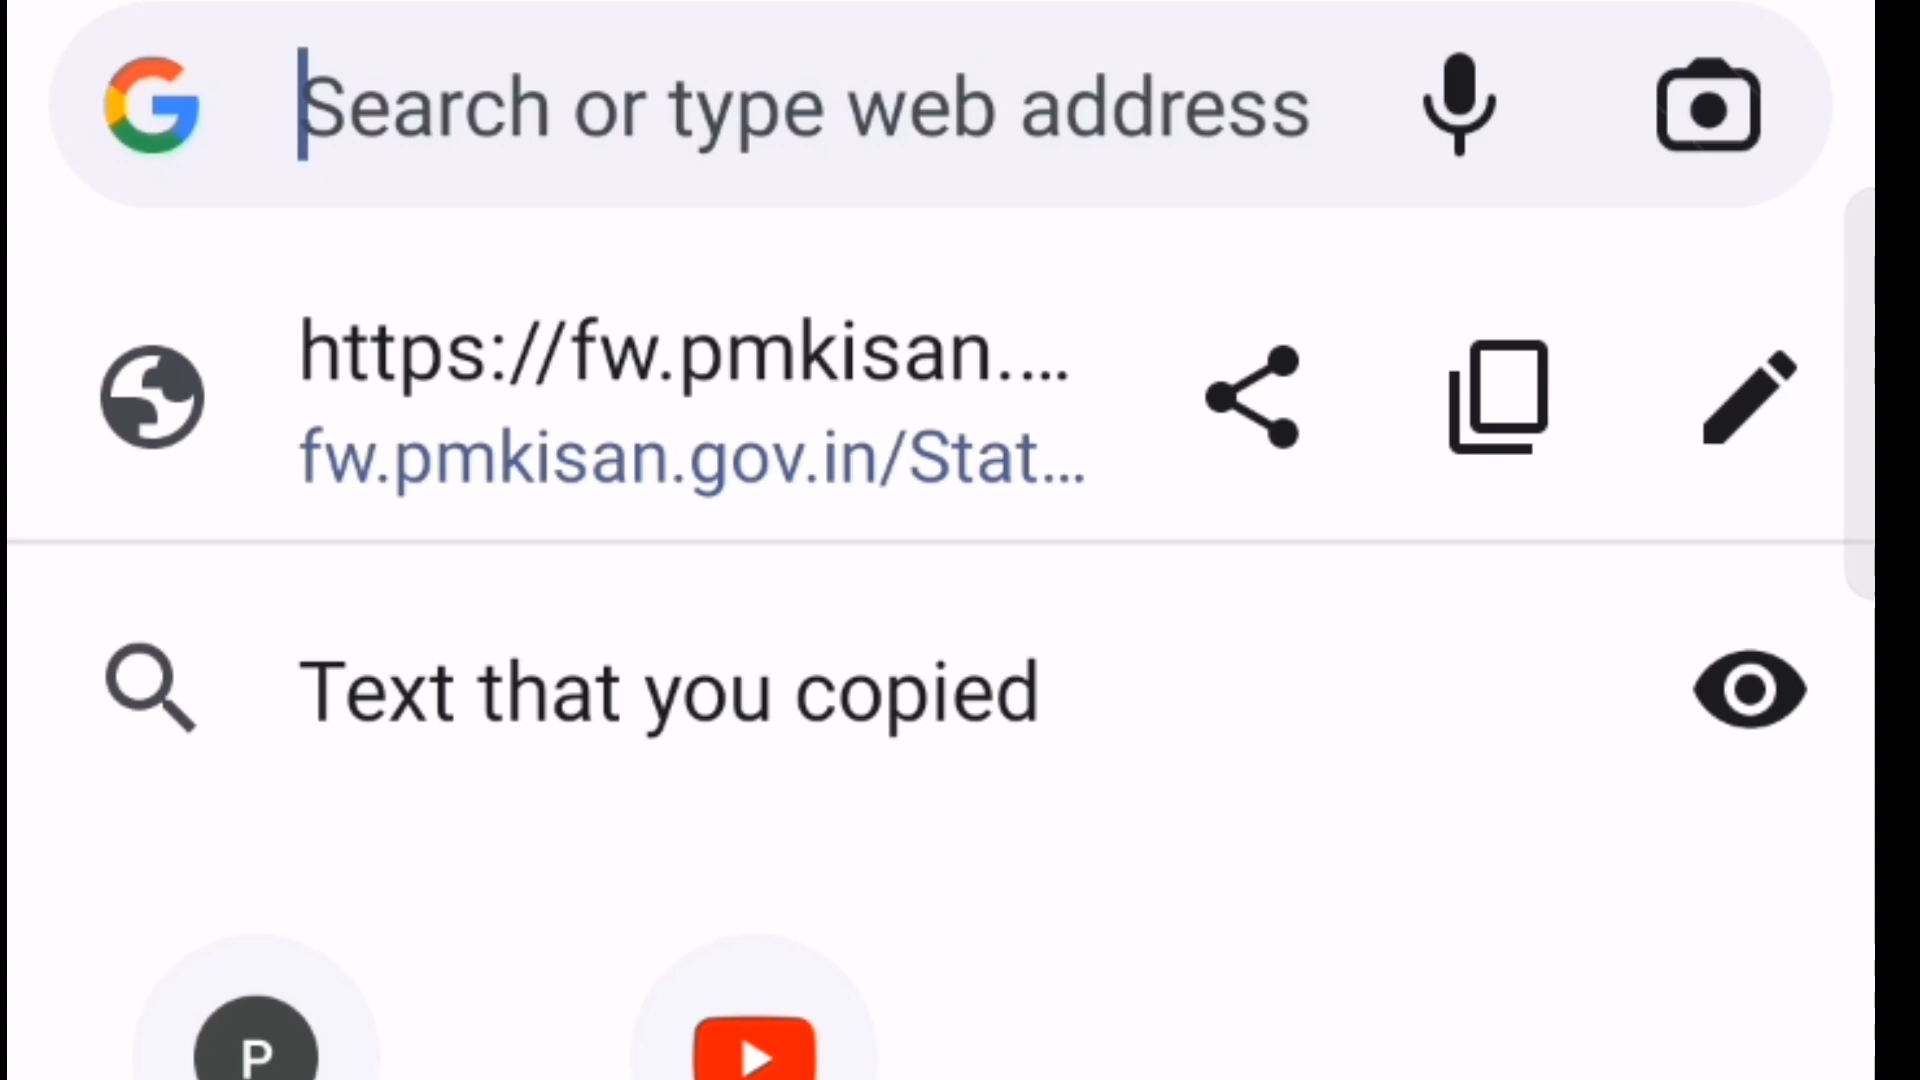 Search or type web address
https://fw.pmkisan....
fw.pmkisan.gov.in/Stat...
Text that you copied
P